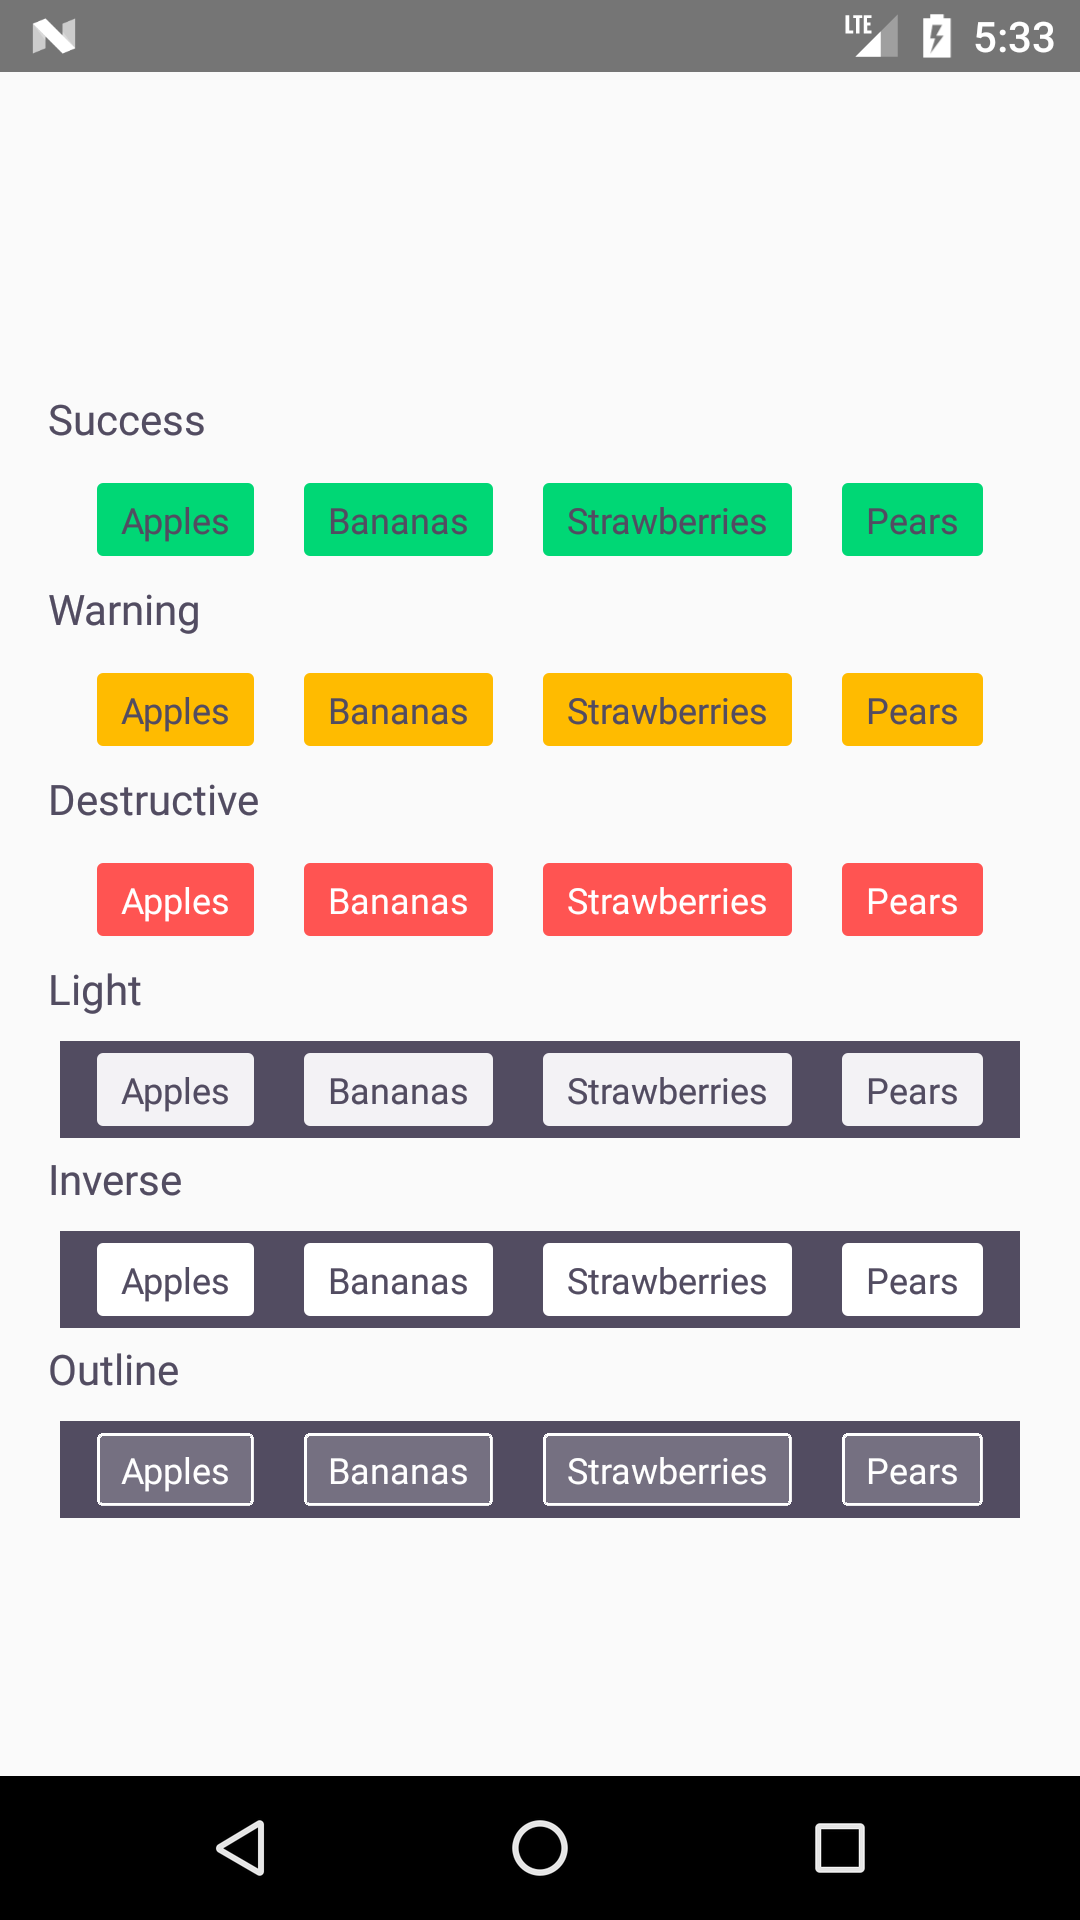 LTE 5:33
Success
Apples Bananas Strawberries Pears
Warning
Apples Bananas Strawberries Pears
Destructive
Apples Bananas Strawberries Pears
Light
Apples Bananas Strawberries Pears
Inverse
Apples Bananas Strawberries Pears
Outline
Apples Bananas Strawberries Pears